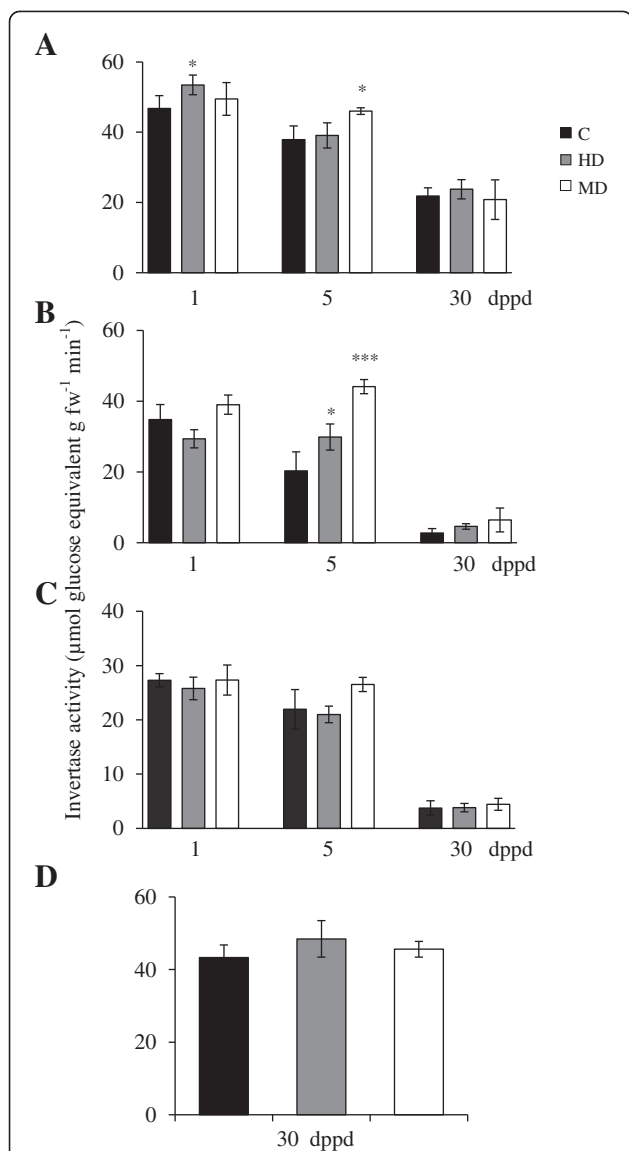 A
60
40
20
0
* *
1 5 30 dppd
C
HD
MD
B
60
40
20
0
* ***
1 5 30 dppd
Invertase activity (µmol glucose equivalent g fw⁻¹ min⁻¹)
C
40
30
20
10
0
1 5 30 dppd
D
60
40
20
0
30 dppd